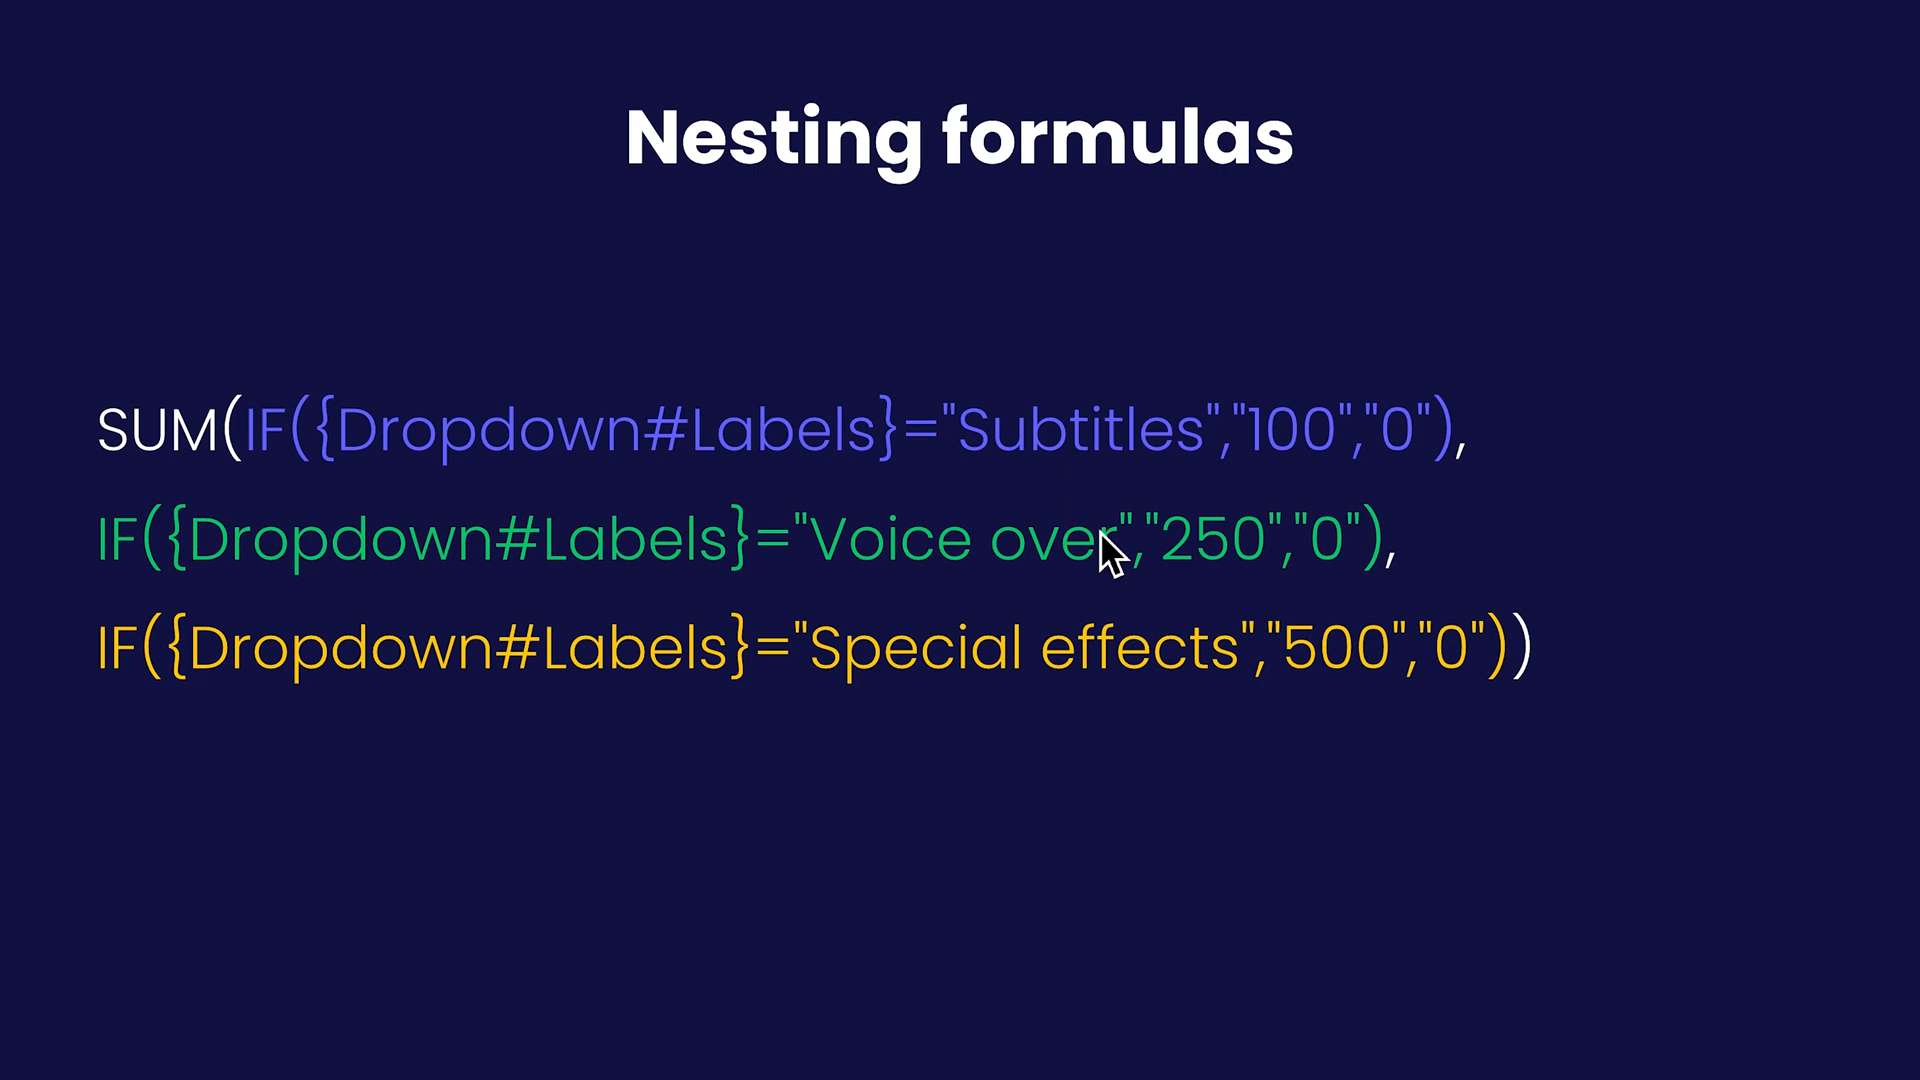 Nesting formulas
SUM(IF({Dropdown#Labels}="Subtitles","100","0"),
IF({Dropdown#Labels}="Voice over","250","0"),
IF({Dropdown#Labels}="Special effects","500","0"))